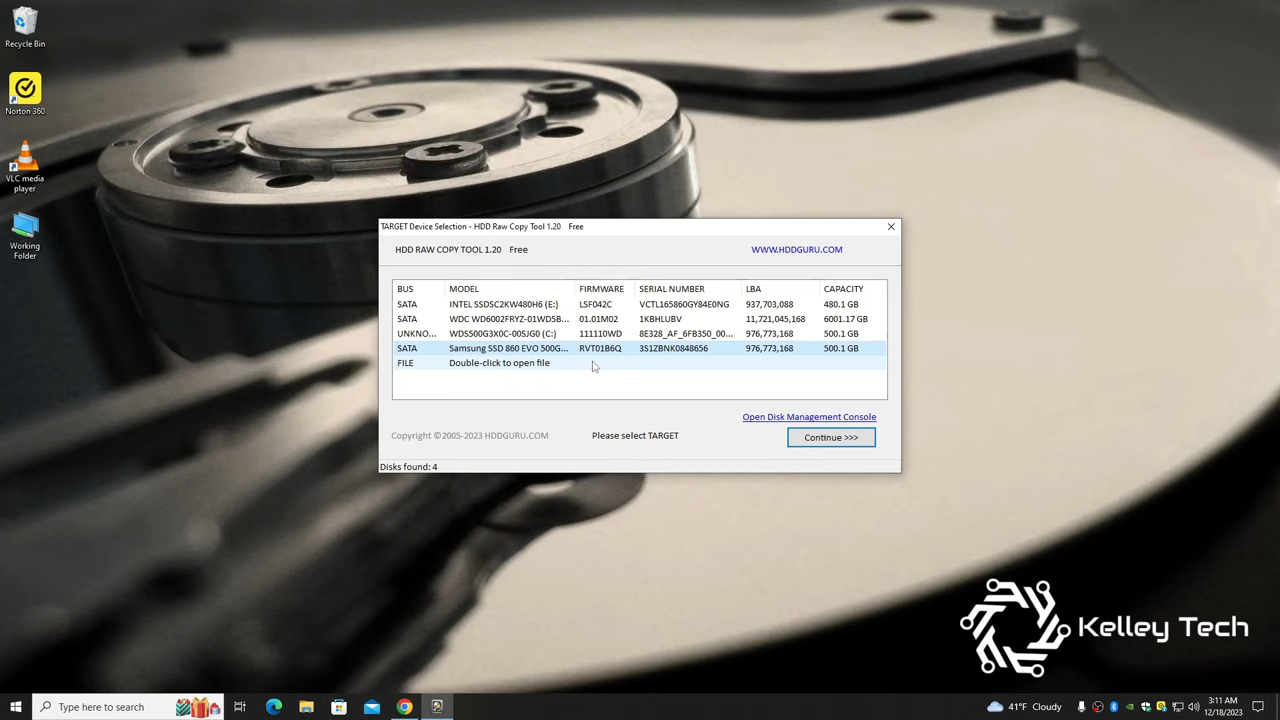 Recycle Bin
Norton 360
VLC media
player
Working
Folder
TARGET Device Selection - HDD Raw Copy Tool 1.20 Free
HDD RAW COPY TOOL 1.20 Free
WWW.HDDGURU.COM
BUS MODEL FIRMWARE SERIAL NUMBER LBA CAPACITY
SATA INTEL SSDSC2KW480H6 (E:) LSF042C VCTL165860GY84E0NG 937,703,088 480.1 GB
SATA WDC WD6002FRYZ-01WD5B... 01.01M02 1KBHLUBV 11,721,045,168 6001.17 GB
UNKNO... WDS500G3X0C-00SJG0 (C:) 111110WD 8E328_AF_6FB350_00... 976,773,168 500.1 GB
SATA Samsung SSD 860 EVO 500G... RVT01B6Q 3S1ZBNK0848656 976,773,168 500.1 GB
FILE Double-click to open file
Open Disk Management Console
Copyright ©2005-2023 HDDGURU.COM
Please select TARGET
Continue >>>
Disks found: 4
Kelley Tech
Type here to search
41°F Cloudy
3:11 AM
12/18/2023